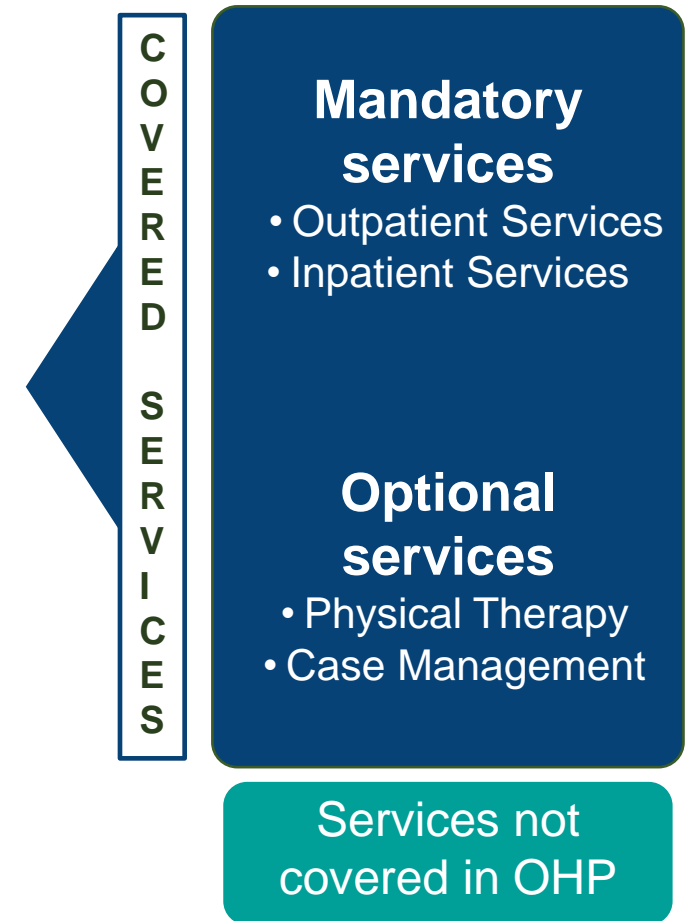 COVERED SERVICES
Mandatory
services
• Outpatient Services
• Inpatient Services
Optional
services
• Physical Therapy
• Case Management
Services not
covered in OHP